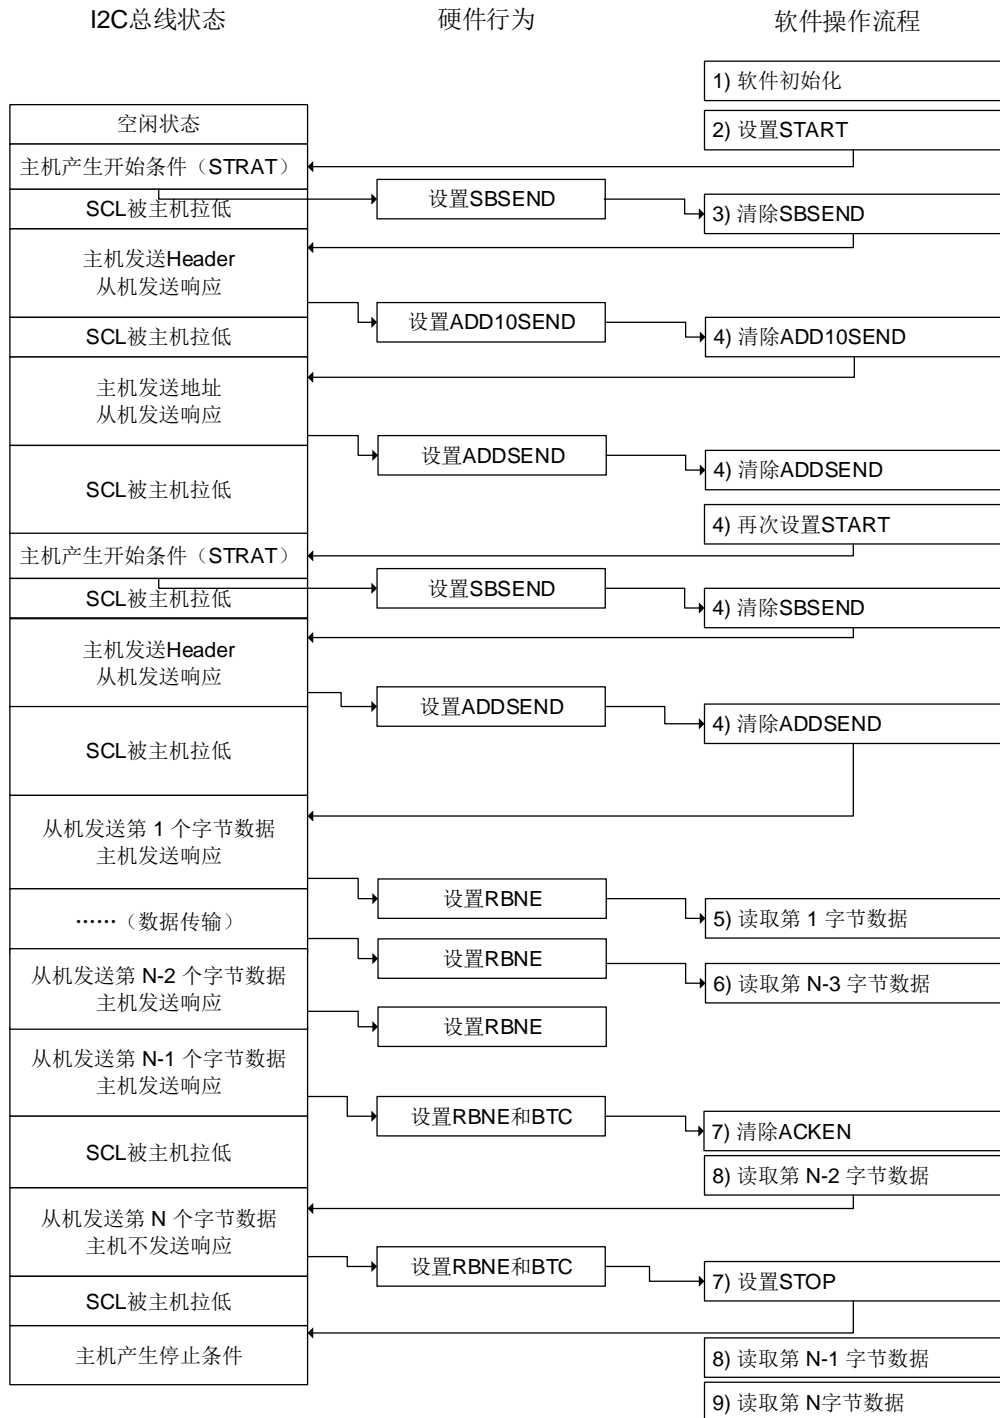 I2C总线状态 硬件行为 软件操作流程
1) 软件初始化
空闲状态
2) 设置START
主机产生开始条件（STRAT）
设置SBSEND
SCL被主机拉低
3) 清除SBSEND
主机发送Header
从机发送响应
设置ADD10SEND
SCL被主机拉低
4) 清除ADD10SEND
主机发送地址
从机发送响应
设置ADDSEND
4) 清除ADDSEND
SCL被主机拉低
4) 再次设置START
主机产生开始条件（STRAT）
设置SBSEND
SCL被主机拉低
4) 清除SBSEND
主机发送Header
从机发送响应
设置ADDSEND
4) 清除ADDSEND
SCL被主机拉低
从机发送第 1 个字节数据
主机发送响应
设置RBNE
5) 读取第 1 字节数据
……（数据传输）
设置RBNE
从机发送第 N-2 个字节数据
主机发送响应
6) 读取第 N-3 字节数据
设置RBNE
从机发送第 N-1 个字节数据
主机发送响应
设置RBNE和BTC
7) 清除ACKEN
SCL被主机拉低
8) 读取第 N-2 字节数据
从机发送第 N 个字节数据
主机不发送响应
设置RBNE和BTC
7) 设置STOP
SCL被主机拉低
主机产生停止条件
8) 读取第 N-1 字节数据
9) 读取第 N字节数据